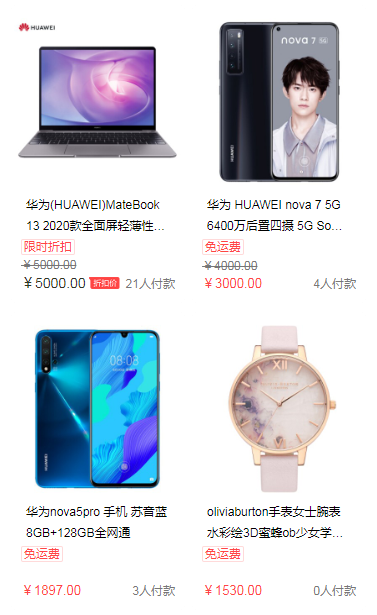 HUAWEI
华为(HUAWEI)MateBook
13 2020款全面屏轻薄性…
限时折扣
￥5000.00
￥5000.00 折扣价 21人付款
nova 7 5G
HUAWEI
华为 HUAWEI nova 7 5G
6400万后置四摄 5G So…
免运费
￥4000.00
￥3000.00 4人付款
08:08
HUAWEI
华为nova5pro 手机 苏音蓝
8GB+128GB全网通
免运费
￥1897.00 3人付款
oliviaburton手表女士腕表
水彩绘3D蜜蜂ob少女学…
免运费
￥1530.00 0人付款